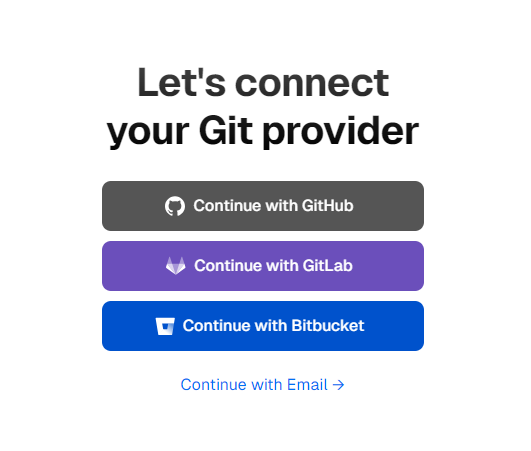 Let's connect
your Git provider
Continue with GitHub
Continue with GitLab
Continue with Bitbucket
Continue with Email →